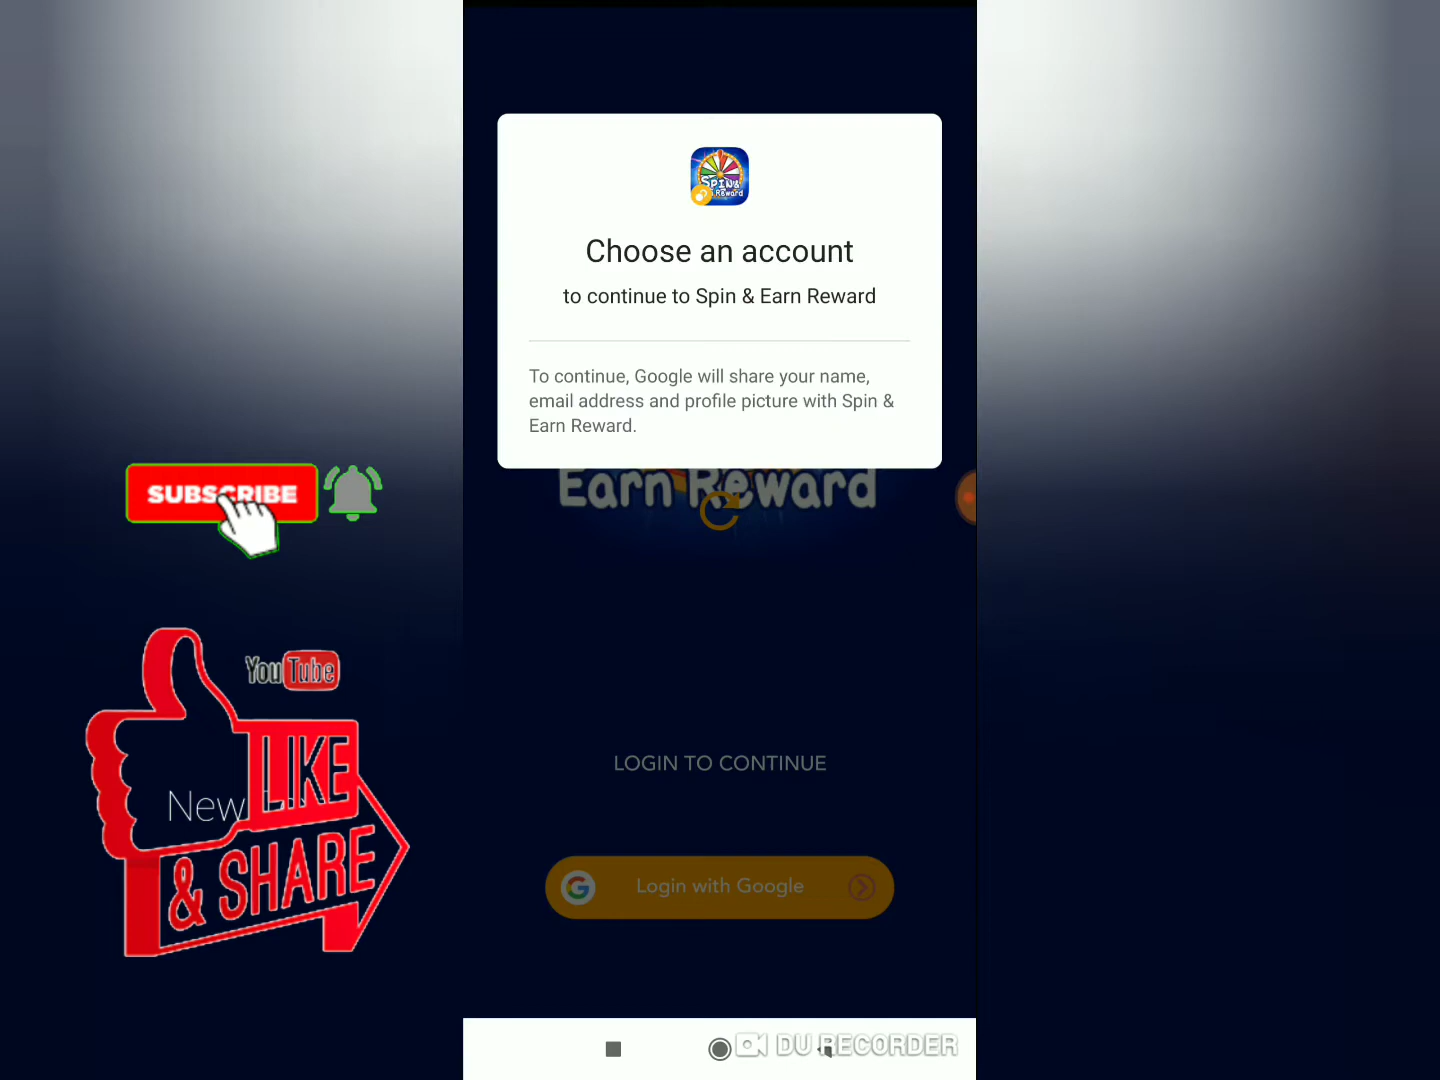 SPIN&
Reward
Choose an account
to continue to Spin & Earn Reward
To continue, Google will share your name,
email address and profile picture with Spin &
Earn Reward.
Earn Reward
SUBSCRIBE
YouTube
New
LIKE
& SHARE
LOGIN TO CONTINUE
G
Login with Google
DU RECORDER